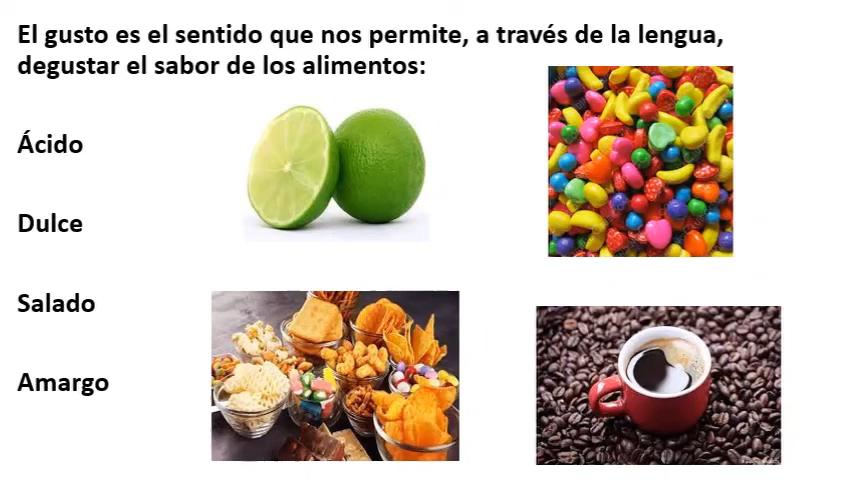 El gusto es el sentido que nos permite, a través de la lengua,
degustar el sabor de los alimentos:
Ácido
Dulce
Salado
Amargo